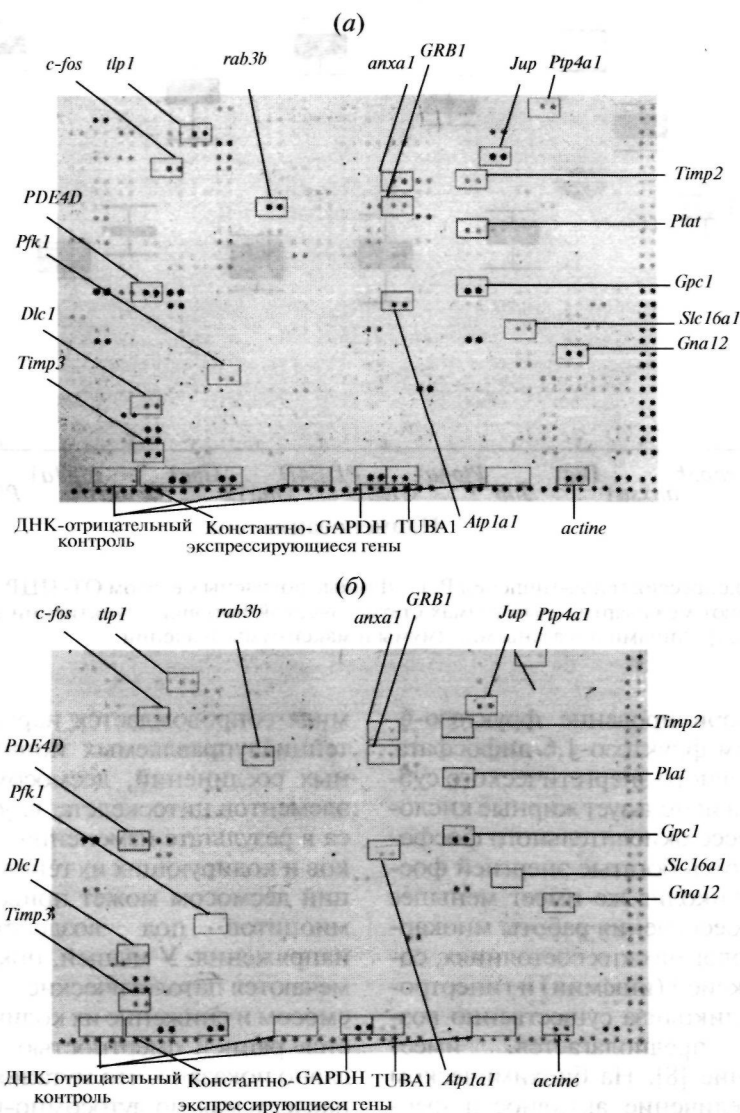 (а)
GRB1
c-fos tlp1 rab3b anxa1 Jup Ptp4a1
Timp2
PDE4D
Plat
Pfk1
Gpc1
Dlc1
Slc16a1
Gna12
Timp3
ДНК-отрицательный Константно- GAPDH TUBA1 Atp1a1 actine
контроль экспрессирующиеся гены
(б)
GRB1
c-fos tlp1 rab3b anxa1 Jup Ptp4a1
Timp2
PDE4D
Plat
Pfk1
Gpc1
Dlc1
Slc16a1
Gna12
Timp3
ДНК-отрицательный Константно-GAPDH TUBA1 Atp1a1 actine
контроль экспрессирующиеся гены